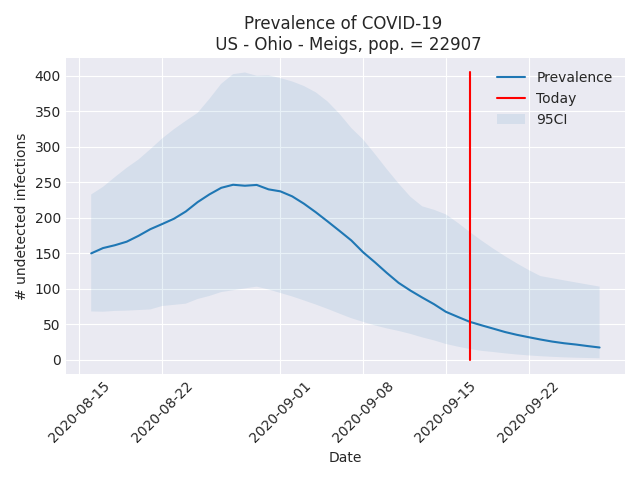 Prevalence of COVID-19
US - Ohio - Meigs, pop. = 22907
Prevalence
Today
95CI
400
350
300
250
200
150
100
50
0
# undetected infections
2020-08-15
2020-08-22
2020-09-01
2020-09-08
2020-09-15
2020-09-22
Date